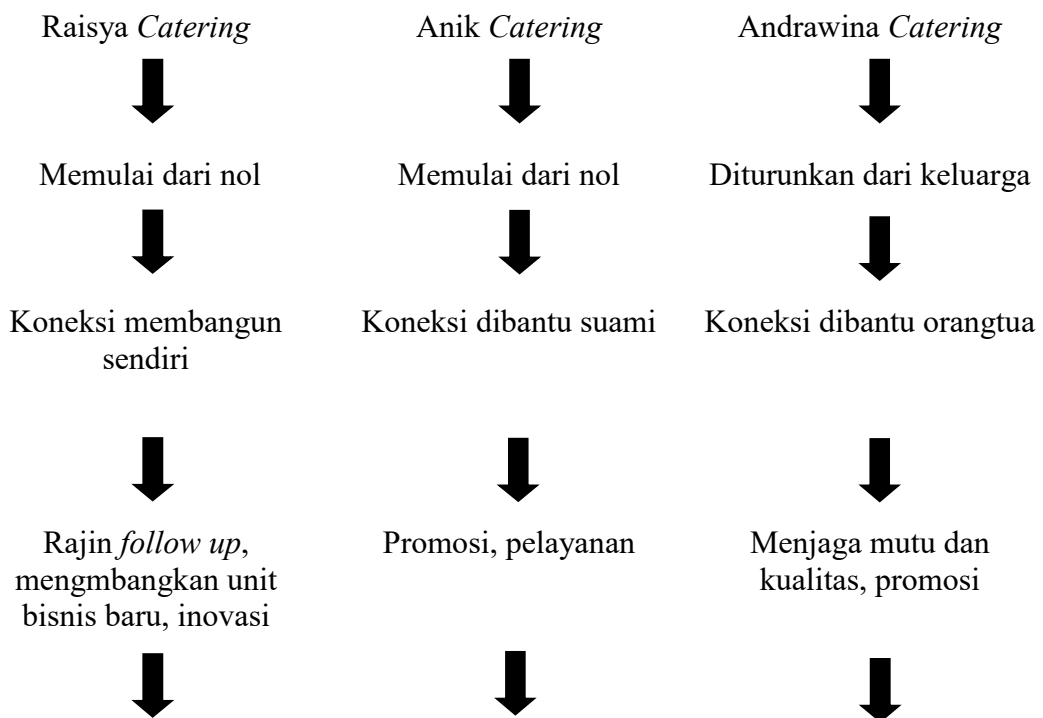 Raisya Catering
Anik Catering
Andrawina Catering
Memulai dari nol
Memulai dari nol
Diturunkan dari keluarga
Koneksi membangun
sendiri
Koneksi dibantu suami
Koneksi dibantu orangtua
Rajin follow up,
mengmbangkan unit
bisnis baru, inovasi
Promosi, pelayanan
Menjaga mutu dan
kualitas, promosi